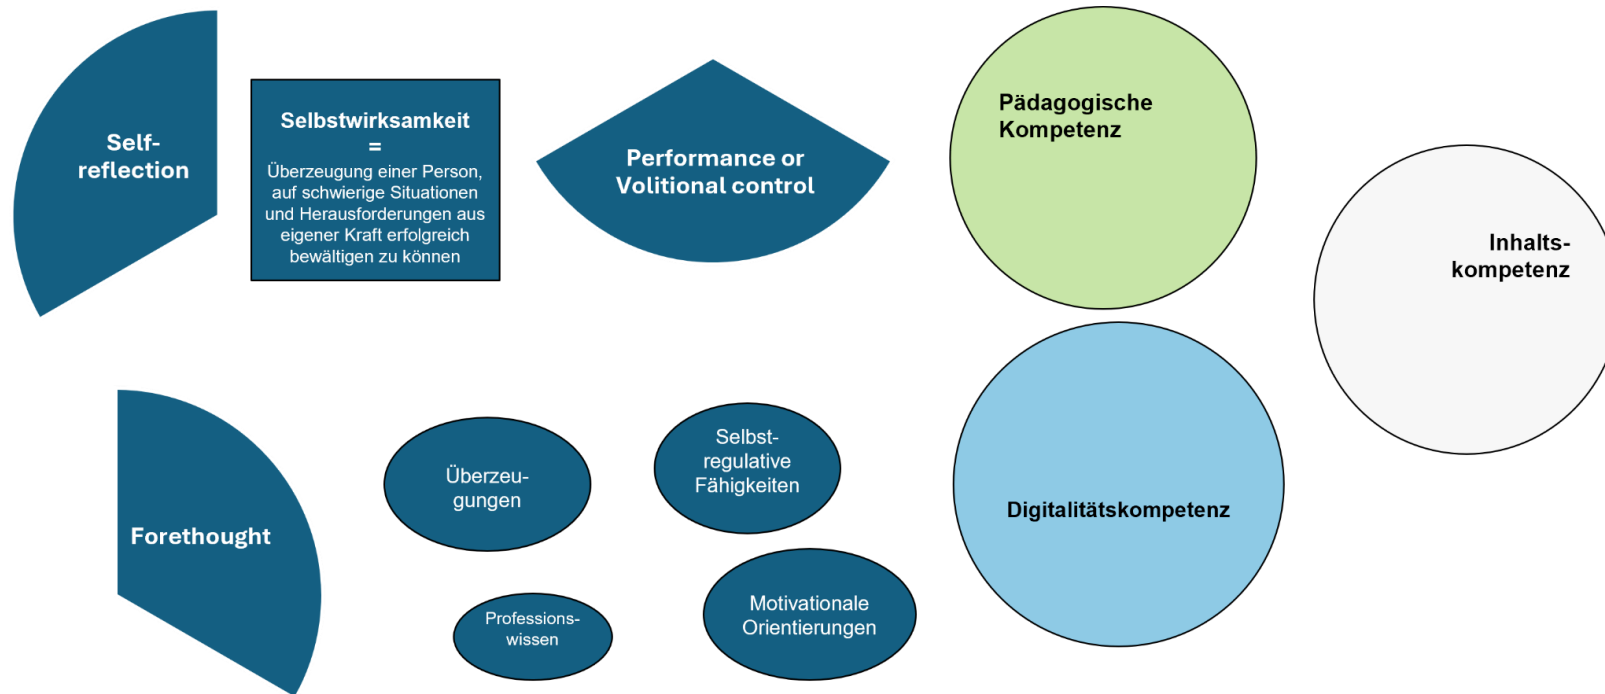 Self-
reflection
Selbstwirksamkeit
=
Überzeugung einer Person,
auf schwierige Situationen
und Herausforderungen aus
eigener Kraft erfolgreich
bewältigen zu können
Performance or
Volitional control
Pädagogische
Kompetenz
Inhalts-
kompetenz
Forethought
Überzeu-
gungen
Selbst-
regulative
Fähigkeiten
Professions-
wissen
Motivationale
Orientierungen
Digitalitätskompetenz